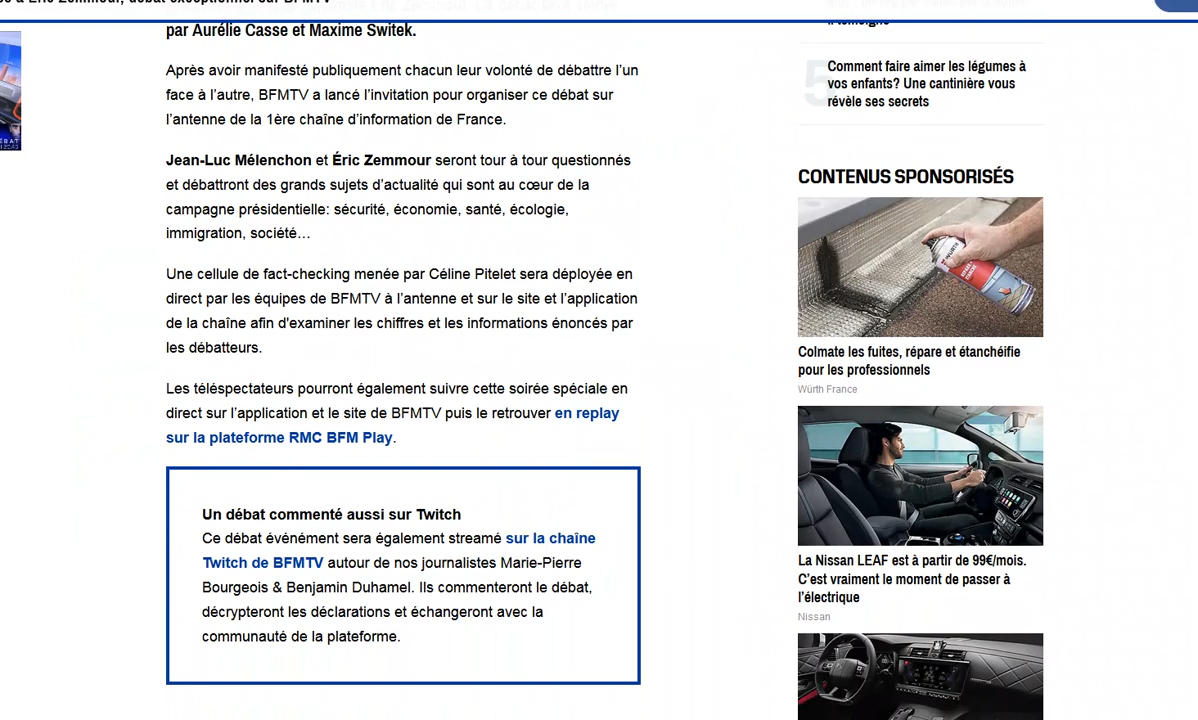 à Éric Zemmour, débat exceptionnel sur BFMTV
par Aurélie Casse et Maxime Switek.
Après avoir manifesté publiquement chacun leur volonté de débattre l’un
face à l’autre, BFMTV a lancé l’invitation pour organiser ce débat sur
l’antenne de la 1ère chaîne d’information de France.
Jean-Luc Mélenchon et Éric Zemmour seront tour à tour questionnés
et débattront des grands sujets d’actualité qui sont au cœur de la
campagne présidentielle: sécurité, économie, santé, écologie,
immigration, société…
Une cellule de fact-checking menée par Céline Pitelet sera déployée en
direct par les équipes de BFMTV à l’antenne et sur le site et l’application
de la chaîne afin d'examiner les chiffres et les informations énoncés par
les débatteurs.
Les téléspectateurs pourront également suivre cette soirée spéciale en
direct sur l’application et le site de BFMTV puis le retrouver en replay
sur la plateforme RMC BFM Play.
Un débat commenté aussi sur Twitch
Ce débat événément sera également streamé sur la chaîne
Twitch de BFMTV autour de nos journalistes Marie-Pierre
Bourgeois & Benjamin Duhamel. Ils commenteront le débat,
décrypteront les déclarations et échangeront avec la
communauté de la plateforme.
témoigne
5
Comment faire aimer les légumes à
vos enfants? Une cantinière vous
révèle ses secrets
CONTENUS SPONSORISÉS
WÜRTH
Colmate les fuites, répare et étanchéifie
pour les professionnels
Würth France
La Nissan LEAF est à partir de 99€/mois.
C’est vraiment le moment de passer à
l’électrique
Nissan